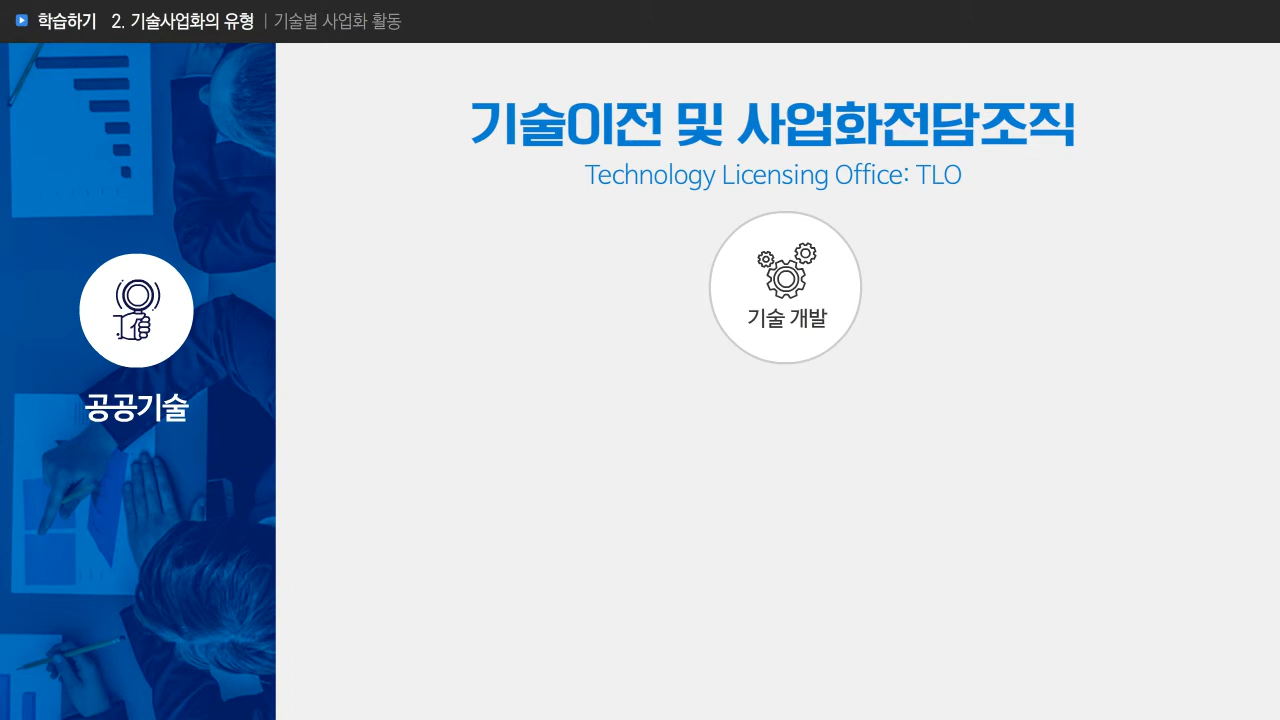 학습하기 2. 기술사업화의 유형 | 기술별 사업화 활동
기술이전 및 사업화전담조직
Technology Licensing Office: TLO
기술 개발
공공기술